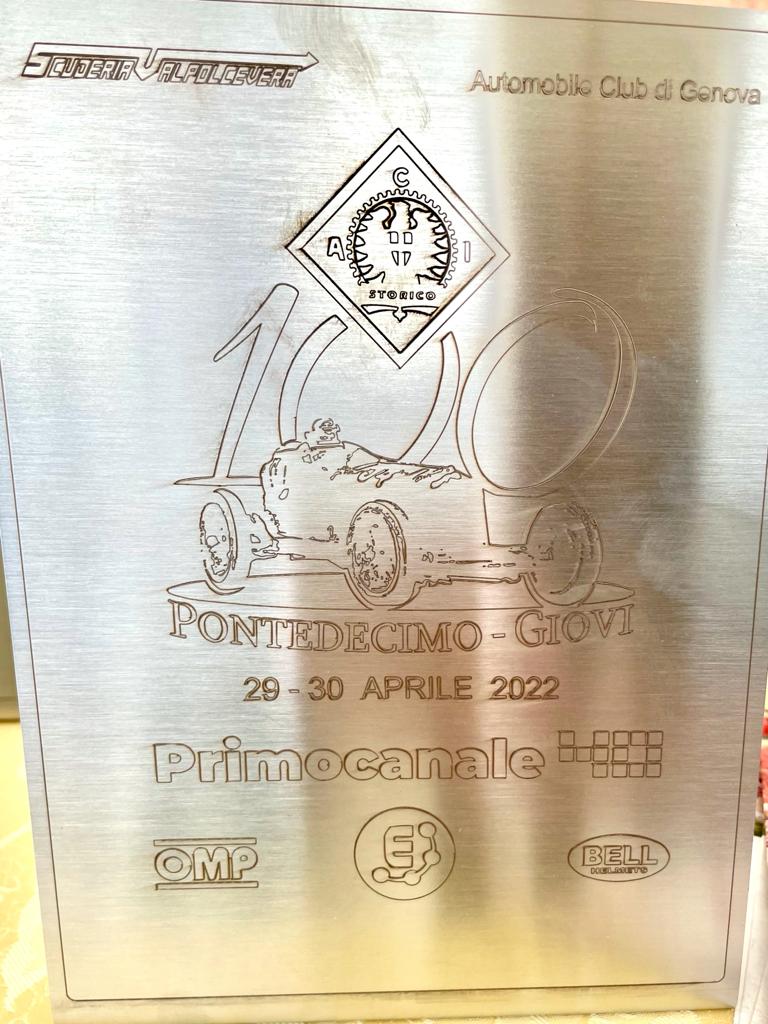 SCUDERIA VALPOLCEVERA
Automobile Club di Genova
C
A I
STORICO
100
PONTEDECIMO - GIOVI
29 - 30 APRILE 2022
Primocanale
OMP
E
BELL
HELMETS